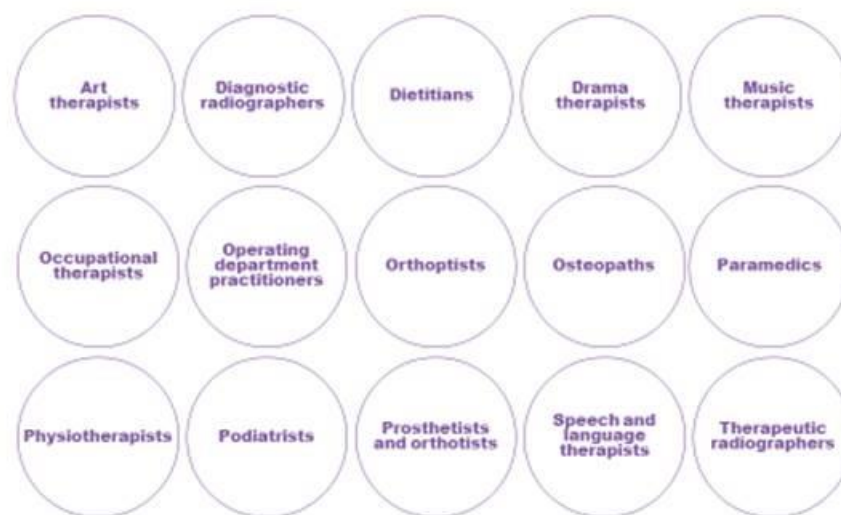 Art
therapists
Diagnostic
radiographers
Dietitians
Drama
therapists
Music
therapists
Occupational
therapists
Operating
department
practitioners
Orthoptists
Osteopaths
Paramedics
Physiotherapists
Podiatrists
Prosthetists
and orthotists
Speech and
language
therapists
Therapeutic
radiographers